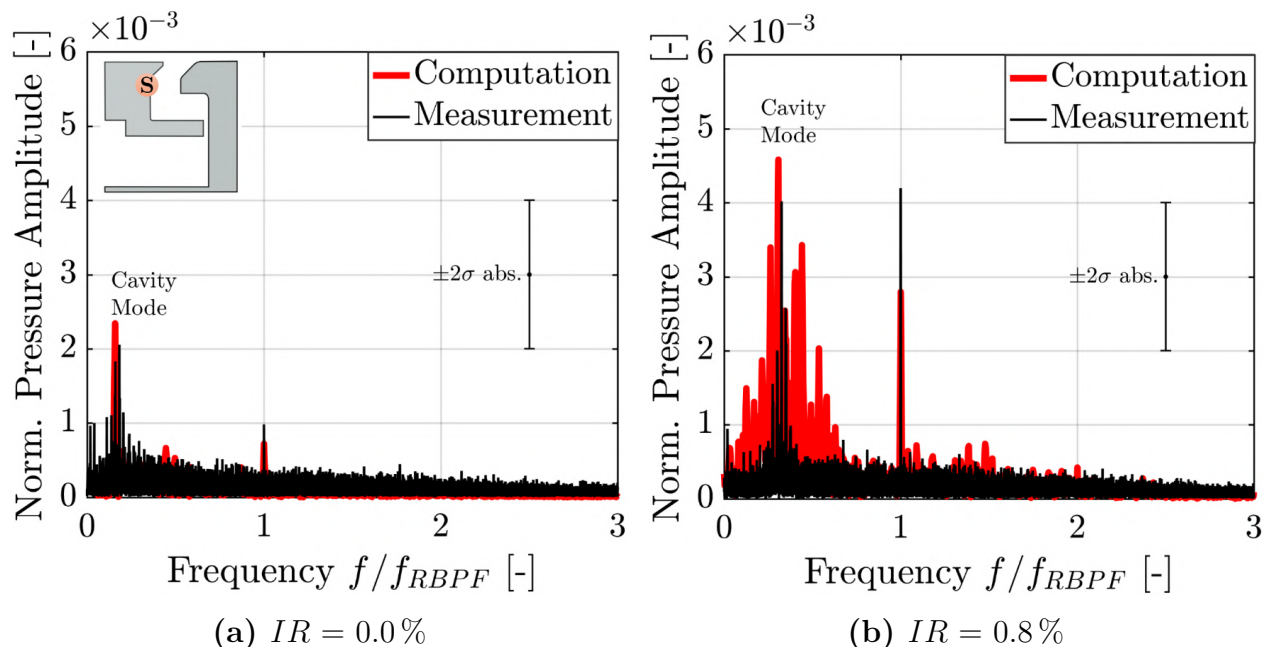 ×10⁻³
Norm. Pressure Amplitude [-]
6
5
4
3
2
1
0
S
Computation
Measurement
Cavity
Mode
±2σ abs.
0 1 2 3
Frequency f/f_RBPF [-]
(a) IR = 0.0 %
×10⁻³
Norm. Pressure Amplitude [-]
6
5
4
3
2
1
0
Computation
Measurement
Cavity
Mode
±2σ abs.
0 1 2 3
Frequency f/f_RBPF [-]
(b) IR = 0.8 %